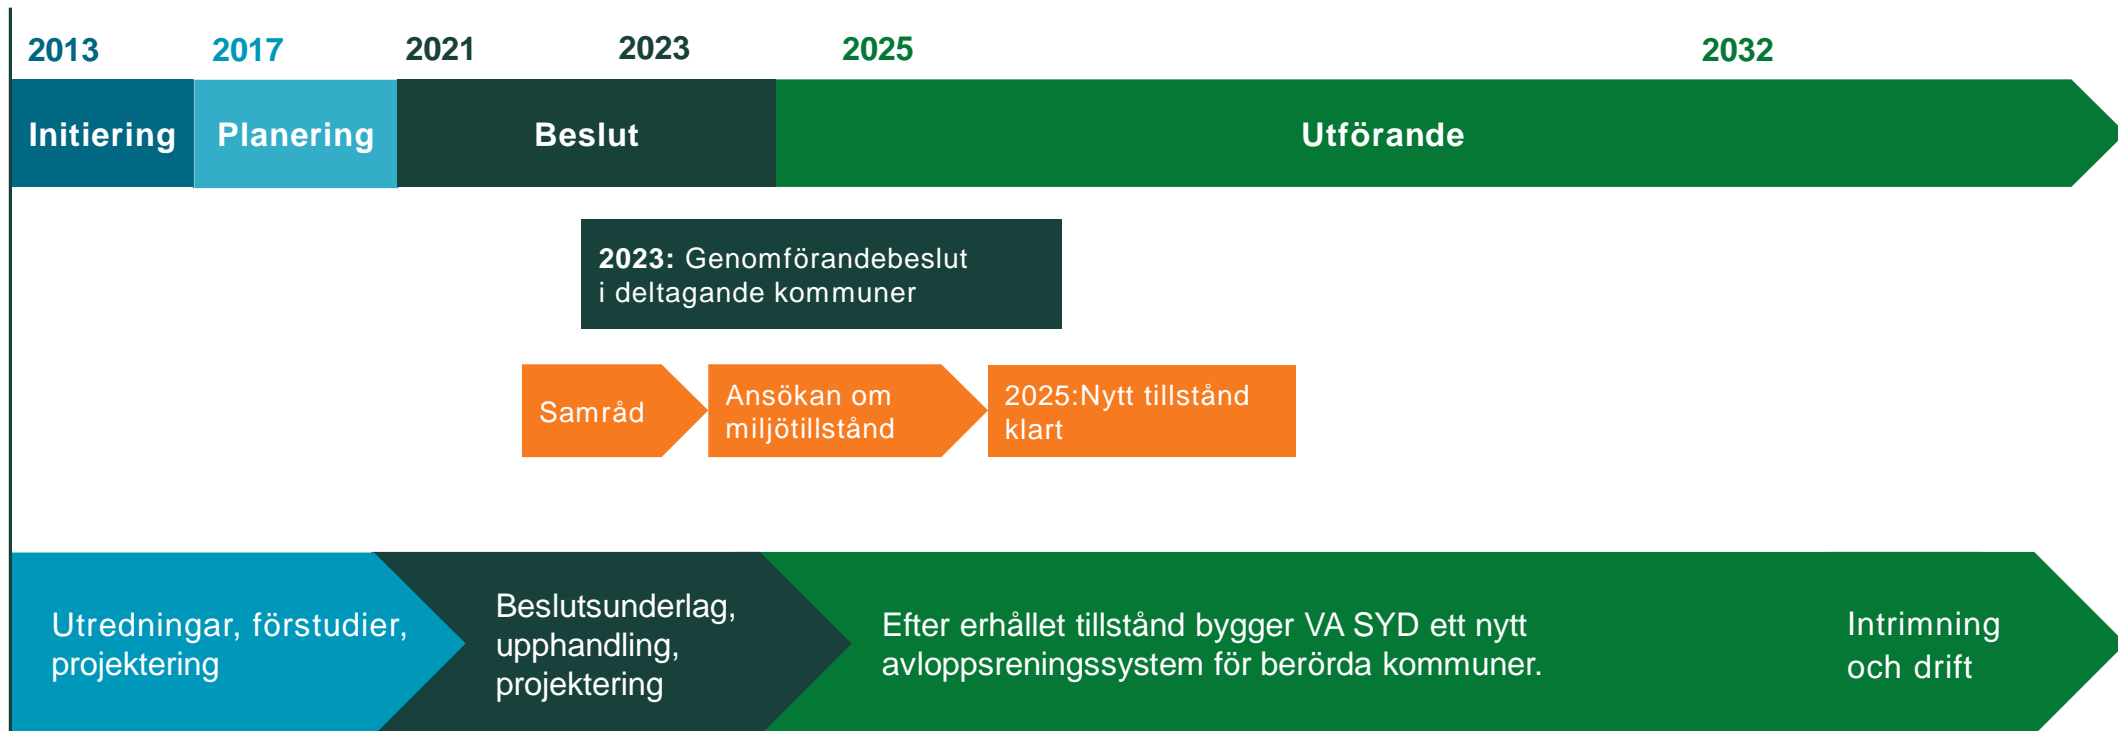 2013 2017 2021 2023 2025 2032
Initiering Planering Beslut Utförande
2023: Genomförandebeslut
i deltagande kommuner
Samråd
Ansökan om
miljötillstånd
2025:Nytt tillstånd
klart
Utredningar, förstudier,
projektering
Beslutsunderlag,
upphandling,
projektering
Efter erhållet tillstånd bygger VA SYD ett nytt
avloppsreningssystem för berörda kommuner.
Intrimning
och drift